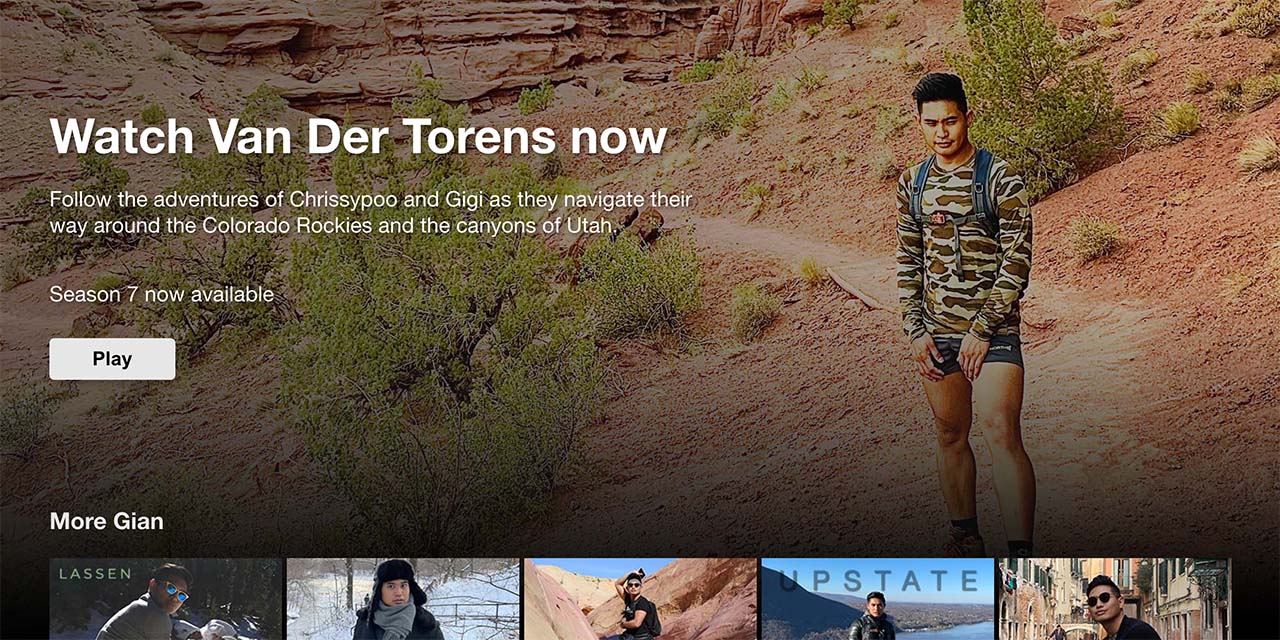 Watch Van Der Torens now
Follow the adventures of Chrissypoo and Gigi as they navigate their
way around the Colorado Rockies and the canyons of Utah.
Season 7 now available
Play
More Gian
LASSEN
UPSTATE